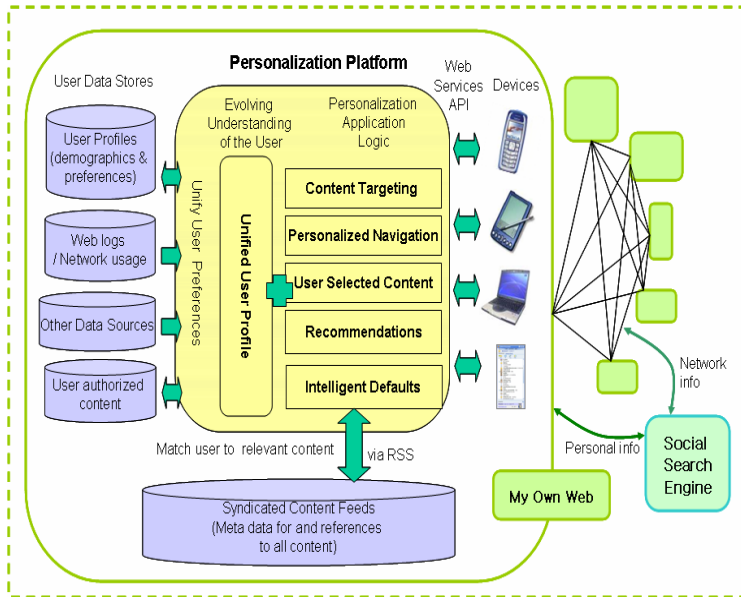 Personalization Platform
User Data Stores
Web
Services
API
Devices
Evolving
Understanding
of the User
Personalization
Application
Logic
User Profiles
(demographics &
preferences)
Web logs
/ Network usage
Other Data Sources
User authorized
content
Unify User Preferences
Unified User Profile
Content Targeting
Personalized Navigation
User Selected Content
Recommendations
Intelligent Defaults
Match user to relevant content
via RSS
Syndicated Content Feeds
(Meta data for and references
to all content)
My Own Web
Network
info
Personal info
Social
Search
Engine